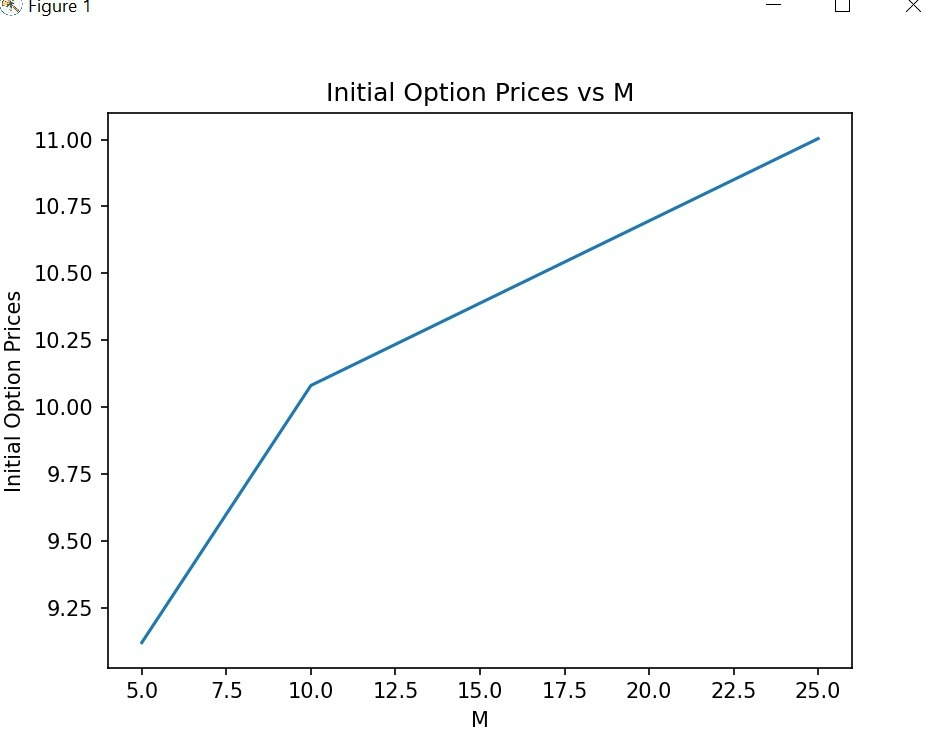 Figure 1
Initial Option Prices vs M
11.00
10.75
10.50
10.25
10.00
9.75
9.50
9.25
Initial Option Prices
5.0 7.5 10.0 12.5 15.0 17.5 20.0 22.5 25.0
M